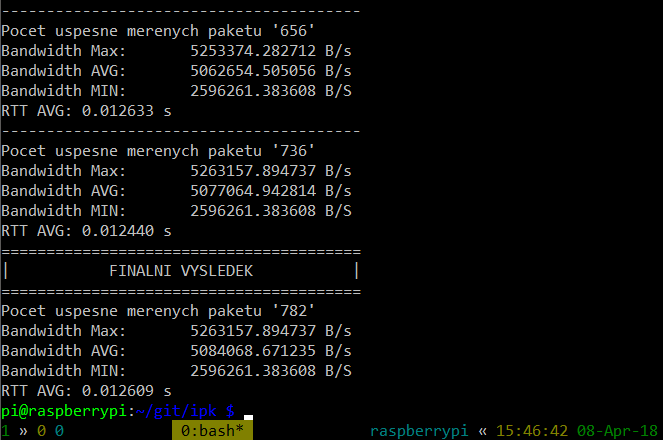 ----------------------------------------
Pocet uspesne merenych paketu '656'
Bandwidth Max:       5253374.282712 B/s
Bandwidth AVG:       5062654.505056 B/s
Bandwidth MIN:       2596261.383608 B/S
RTT AVG: 0.012633 s
----------------------------------------
Pocet uspesne merenych paketu '736'
Bandwidth Max:       5263157.894737 B/s
Bandwidth AVG:       5077064.942814 B/s
Bandwidth MIN:       2596261.383608 B/S
RTT AVG: 0.012440 s
========================================
|           FINALNI VYSLEDEK           |
========================================
Pocet uspesne merenych paketu '782'
Bandwidth Max:       5263157.894737 B/s
Bandwidth AVG:       5084068.671235 B/s
Bandwidth MIN:       2596261.383608 B/S
RTT AVG: 0.012609 s
pi@raspberrypi:~/git/ipk $
1 » 0 0             0:bash*              raspberrypi « 15:46:42 08-Apr-18